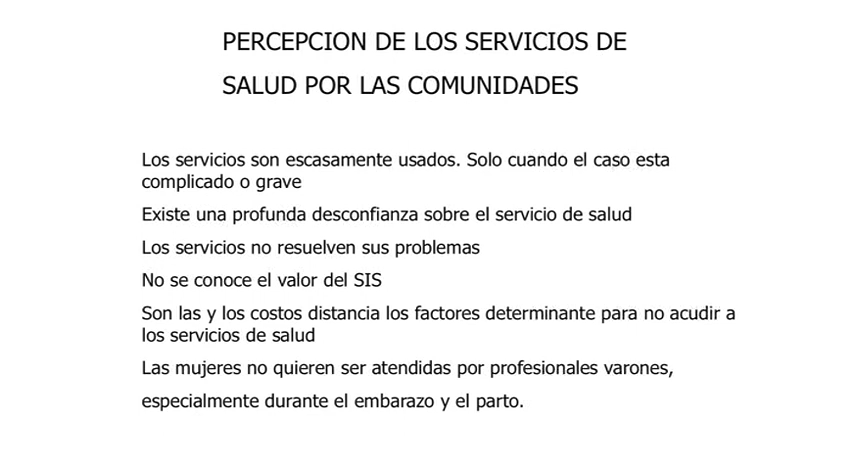 PERCEPCION DE LOS SERVICIOS DE
SALUD POR LAS COMUNIDADES
Los servicios son escasamente usados. Solo cuando el caso esta
complicado o grave
Existe una profunda desconfianza sobre el servicio de salud
Los servicios no resuelven sus problemas
No se conoce el valor del SIS
Son las y los costos distancia los factores determinante para no acudir a
los servicios de salud
Las mujeres no quieren ser atendidas por profesionales varones,
especialmente durante el embarazo y el parto.